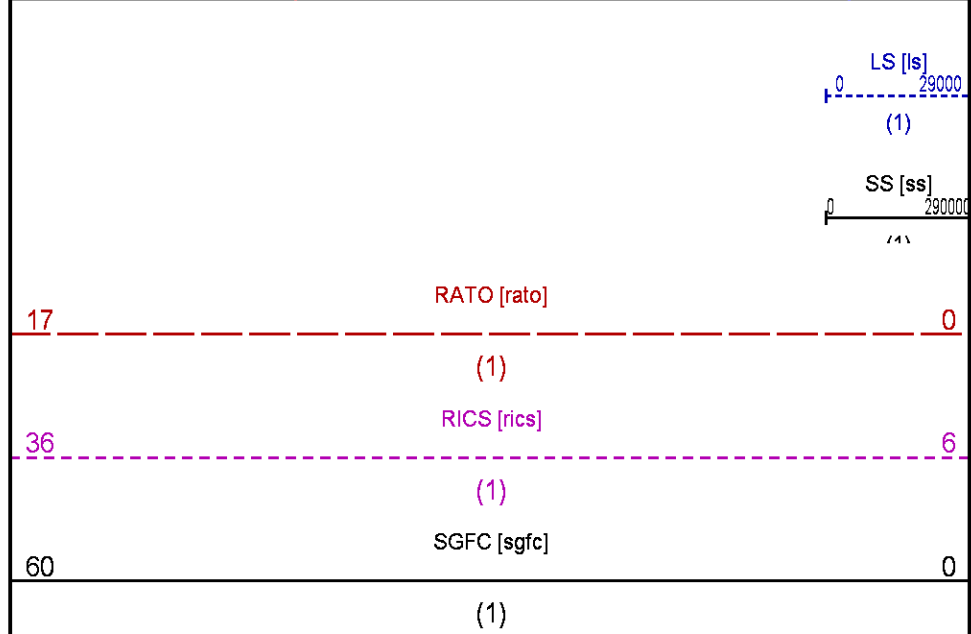 LS [ls]
0 29000
(1)
SS [ss]
0 290000
(1)
RATO [rato]
17 0
(1)
RICS [rics]
36 6
(1)
SGFC [sgfc]
60 0
(1)